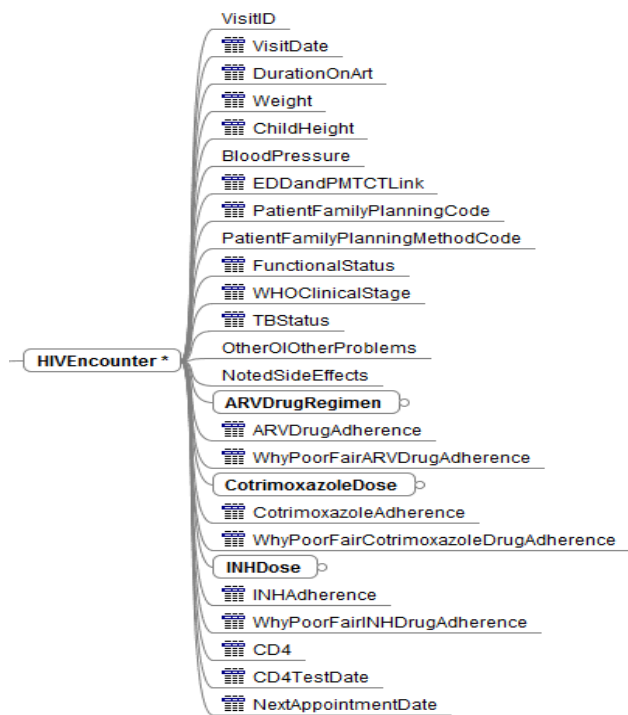 VisitID
VisitDate
DurationOnArt
Weight
ChildHeight
BloodPressure
EDDandPMTCTLink
PatientFamilyPlanningCode
PatientFamilyPlanningMethodCode
FunctionalStatus
WHOClinicalStage
TBStatus
HIVEncounter *
OtherOIOtherProblems
NotedSideEffects
ARVDrugRegimen
ARVDrugAdherence
WhyPoorFairARVDrugAdherence
CotrimoxazoleDose
CotrimoxazoleAdherence
WhyPoorFairCotrimoxazoleDrugAdherence
INHDose
INHAdherence
WhyPoorFairINHDrugAdherence
CD4
CD4TestDate
NextAppointmentDate